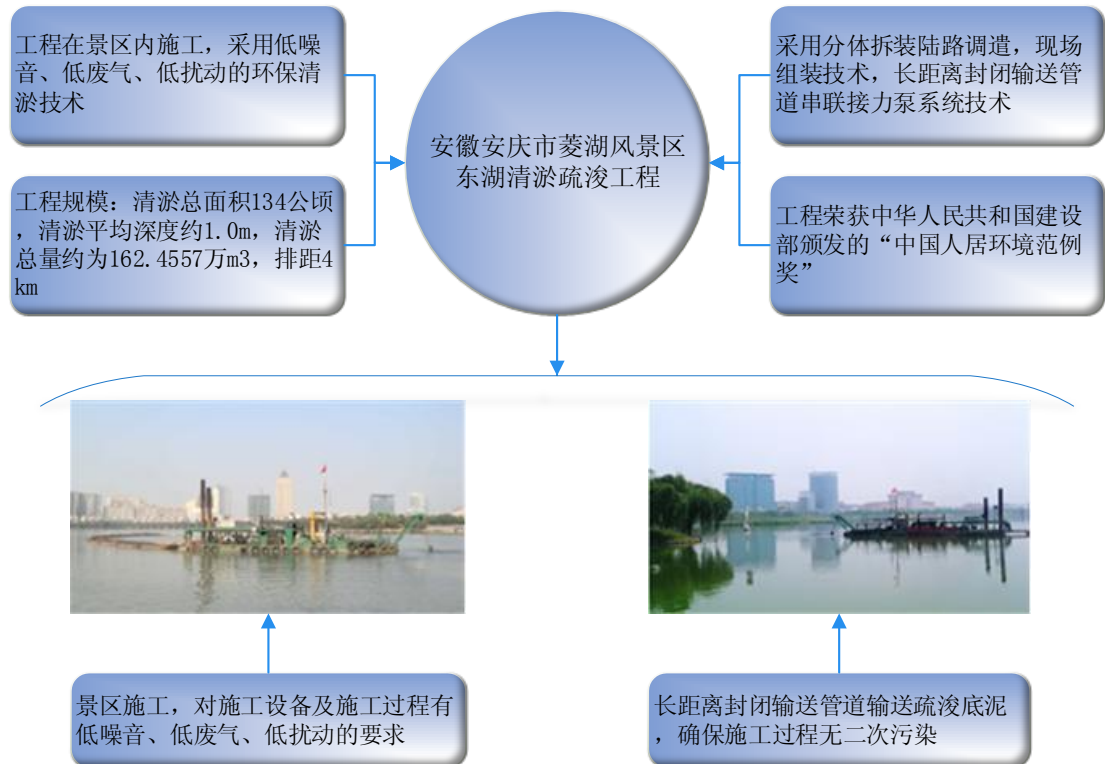 工程在景区内施工，采用低噪
音、低废气、低扰动的环保清
淤技术
工程规模：清淤总面积134公顷
，清淤平均深度约1.0m，清淤
总量约为162.4557万m3，排距4
km
安徽安庆市菱湖风景区
东湖清淤疏浚工程
采用分体拆装陆路调遣，现场
组装技术，长距离封闭输送管
道串联接力泵系统技术
工程荣获中华人民共和国建设
部颁发的“中国人居环境范例
奖”
景区施工，对施工设备及施工过程有
低噪音、低废气、低扰动的要求
长距离封闭输送管道输送疏浚底泥
，确保施工过程无二次污染